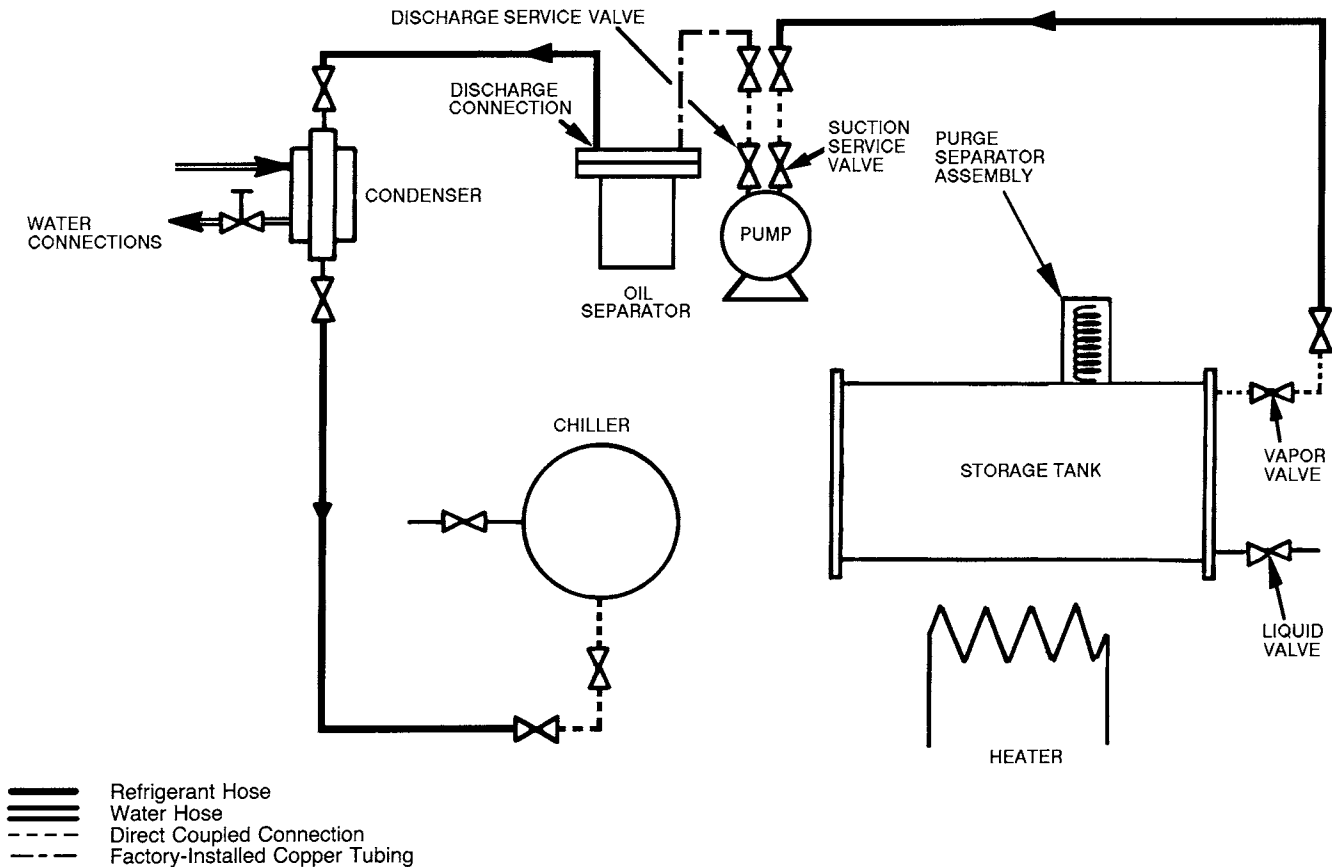 DISCHARGE SERVICE VALVE
DISCHARGE
CONNECTION
SUCTION
SERVICE
VALVE
PURGE
SEPARATOR
ASSEMBLY
CONDENSER
WATER
CONNECTIONS
PUMP
OIL
SEPARATOR
CHILLER
STORAGE TANK
VAPOR
VALVE
LIQUID
VALVE
HEATER
Refrigerant Hose
Water Hose
Direct Coupled Connection
Factory-Installed Copper Tubing